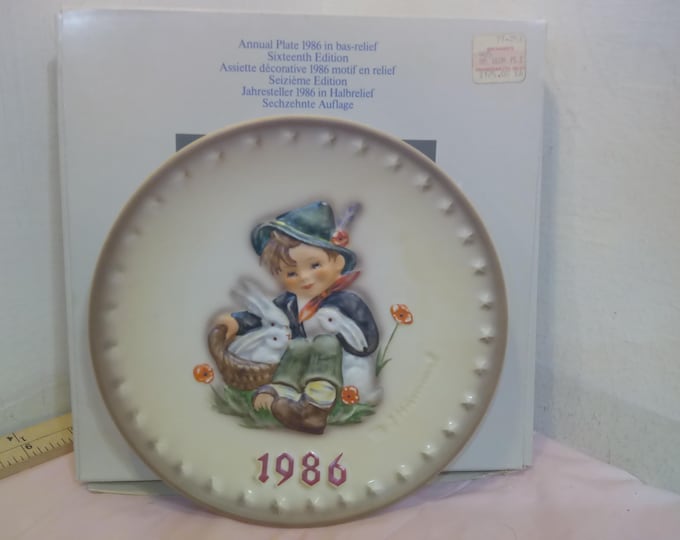 Annual Plate 1986 in bas-relief
Sixteenth Edition
Assiette décorative 1986 motif en relief
Seizième Edition
Jahresteller 1986 in Halbrelief
Sechzehnte Auflage
1986